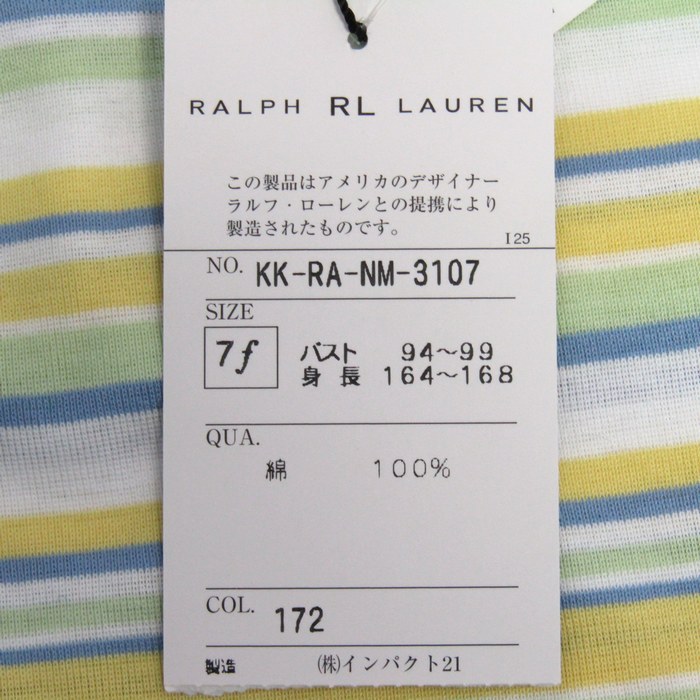 RALPH RL LAUREN
この製品はアメリカのデザイナー
ラルフ・ローレンとの提携により
製造されたものです。
I25
NO. KK-RA-NM-3107
SIZE
7f バスト 94～99
身長 164～168
QUA.
綿 100%
COL. 172
製造 ㈱インパクト21